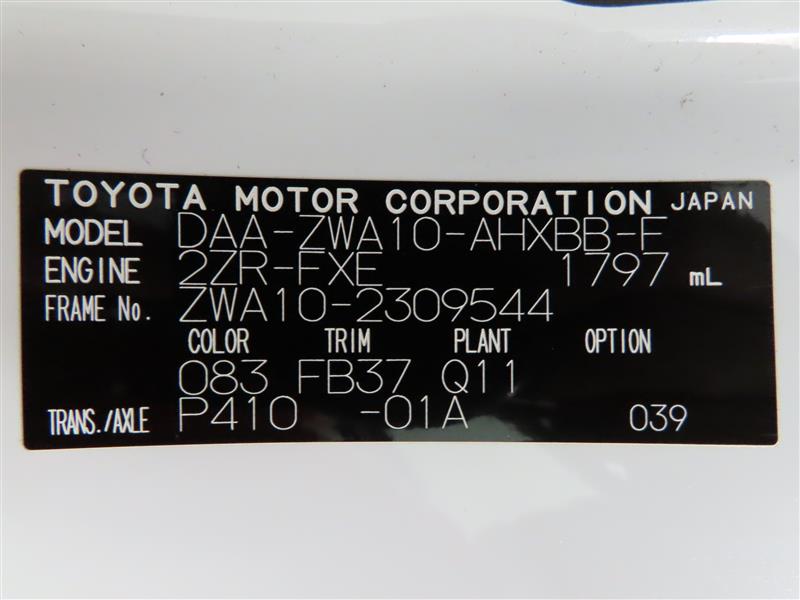 TOYOTA MOTOR CORPORATION JAPAN
MODEL DAA-ZWA10-AHXBB-F
ENGINE 2ZR-FXE 1797 mL
FRAME No. ZWA10-2309544
COLOR TRIM PLANT OPTION
083 FB37 Q11
TRANS./AXLE P410 -01A 039